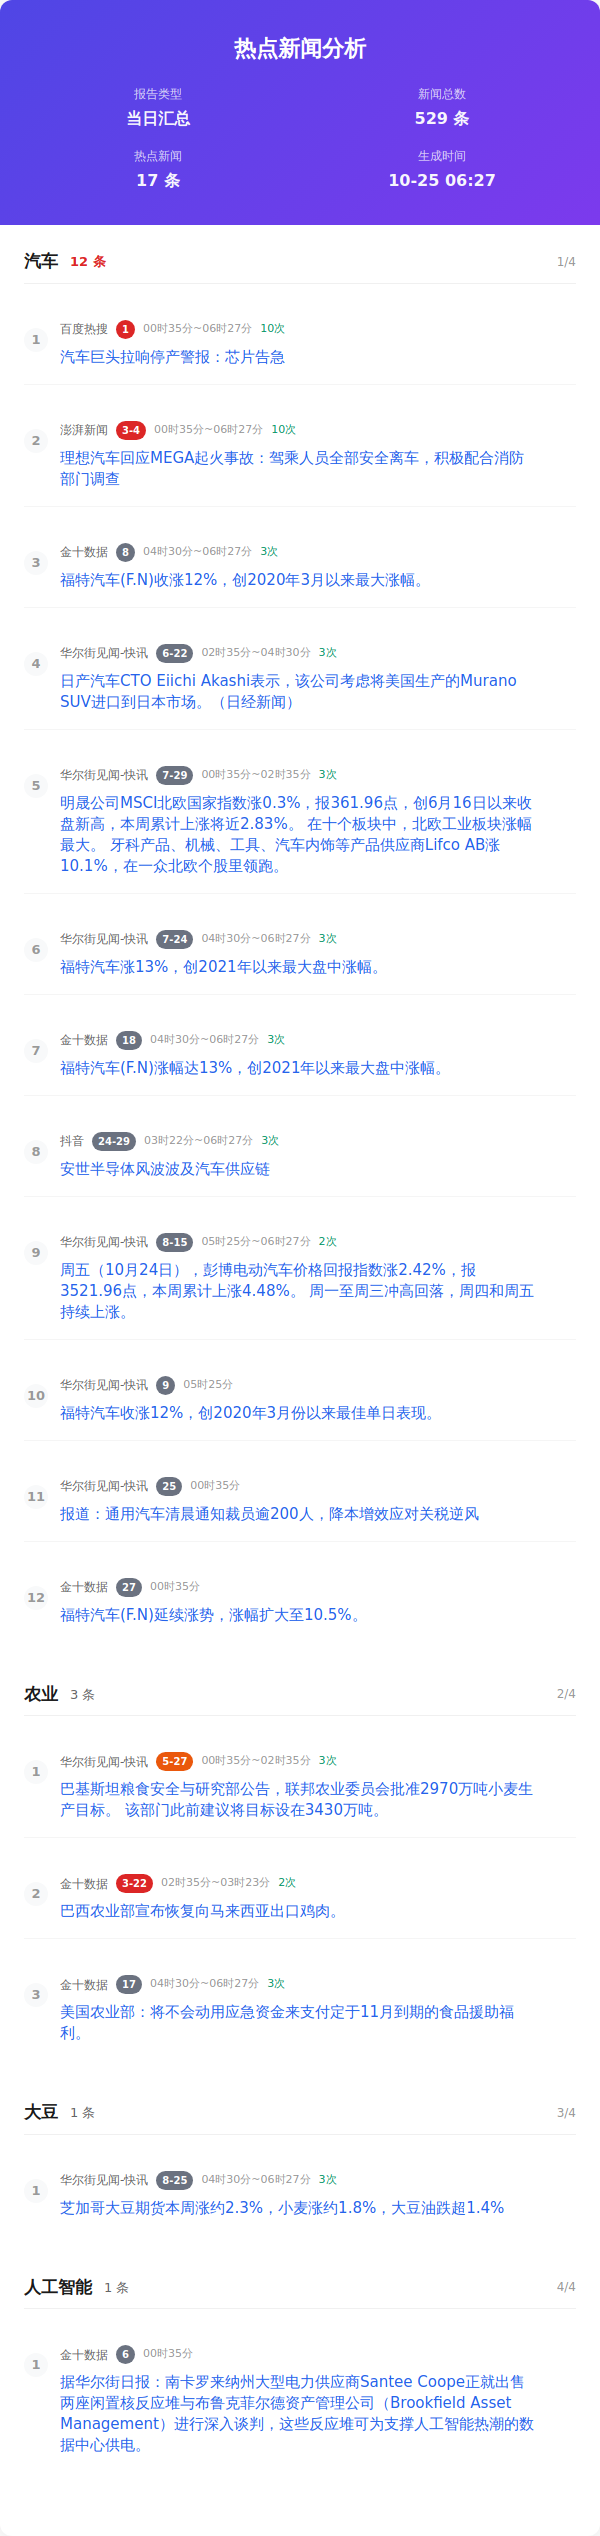 热点新闻分析
报告类型
新闻总数
当日汇总
529 条
热点新闻
生成时间
17 条
10-25 06:27
汽车 12 条 1/4
1
百度热搜 1 00时35分~06时27分 10次
汽车巨头拉响停产警报：芯片告急
2
澎湃新闻 3-4 00时35分~06时27分 10次
理想汽车回应MEGA起火事故：驾乘人员全部安全离车，积极配合消防
部门调查
3
金十数据 8 04时30分~06时27分 3次
福特汽车(F.N)收涨12%，创2020年3月以来最大涨幅。
4
华尔街见闻-快讯 6-22 02时35分~04时30分 3次
日产汽车CTO Eiichi Akashi表示，该公司考虑将美国生产的Murano
SUV进口到日本市场。（日经新闻）
5
华尔街见闻-快讯 7-29 00时35分~02时35分 3次
明晟公司MSCI北欧国家指数涨0.3%，报361.96点，创6月16日以来收
盘新高，本周累计上涨将近2.83%。 在十个板块中，北欧工业板块涨幅
最大。 牙科产品、机械、工具、汽车内饰等产品供应商Lifco AB涨
10.1%，在一众北欧个股里领跑。
6
华尔街见闻-快讯 7-24 04时30分~06时27分 3次
福特汽车涨13%，创2021年以来最大盘中涨幅。
7
金十数据 18 04时30分~06时27分 3次
福特汽车(F.N)涨幅达13%，创2021年以来最大盘中涨幅。
8
抖音 24-29 03时22分~06时27分 3次
安世半导体风波波及汽车供应链
9
华尔街见闻-快讯 8-15 05时25分~06时27分 2次
周五（10月24日），彭博电动汽车价格回报指数涨2.42%，报
3521.96点，本周累计上涨4.48%。 周一至周三冲高回落，周四和周五
持续上涨。
10
华尔街见闻-快讯 9 05时25分
福特汽车收涨12%，创2020年3月份以来最佳单日表现。
11
华尔街见闻-快讯 25 00时35分
报道：通用汽车清晨通知裁员逾200人，降本增效应对关税逆风
12
金十数据 27 00时35分
福特汽车(F.N)延续涨势，涨幅扩大至10.5%。
农业 3 条 2/4
1
华尔街见闻-快讯 5-27 00时35分~02时35分 3次
巴基斯坦粮食安全与研究部公告，联邦农业委员会批准2970万吨小麦生
产目标。 该部门此前建议将目标设在3430万吨。
2
金十数据 3-22 02时35分~03时23分 2次
巴西农业部宣布恢复向马来西亚出口鸡肉。
3
金十数据 17 04时30分~06时27分 3次
美国农业部：将不会动用应急资金来支付定于11月到期的食品援助福
利。
大豆 1 条 3/4
1
华尔街见闻-快讯 8-25 04时30分~06时27分 3次
芝加哥大豆期货本周涨约2.3%，小麦涨约1.8%，大豆油跌超1.4%
人工智能 1 条 4/4
1
金十数据 6 00时35分
据华尔街日报：南卡罗来纳州大型电力供应商Santee Coope正就出售
两座闲置核反应堆与布鲁克菲尔德资产管理公司（Brookfield Asset
Management）进行深入谈判，这些反应堆可为支撑人工智能热潮的数
据中心供电。